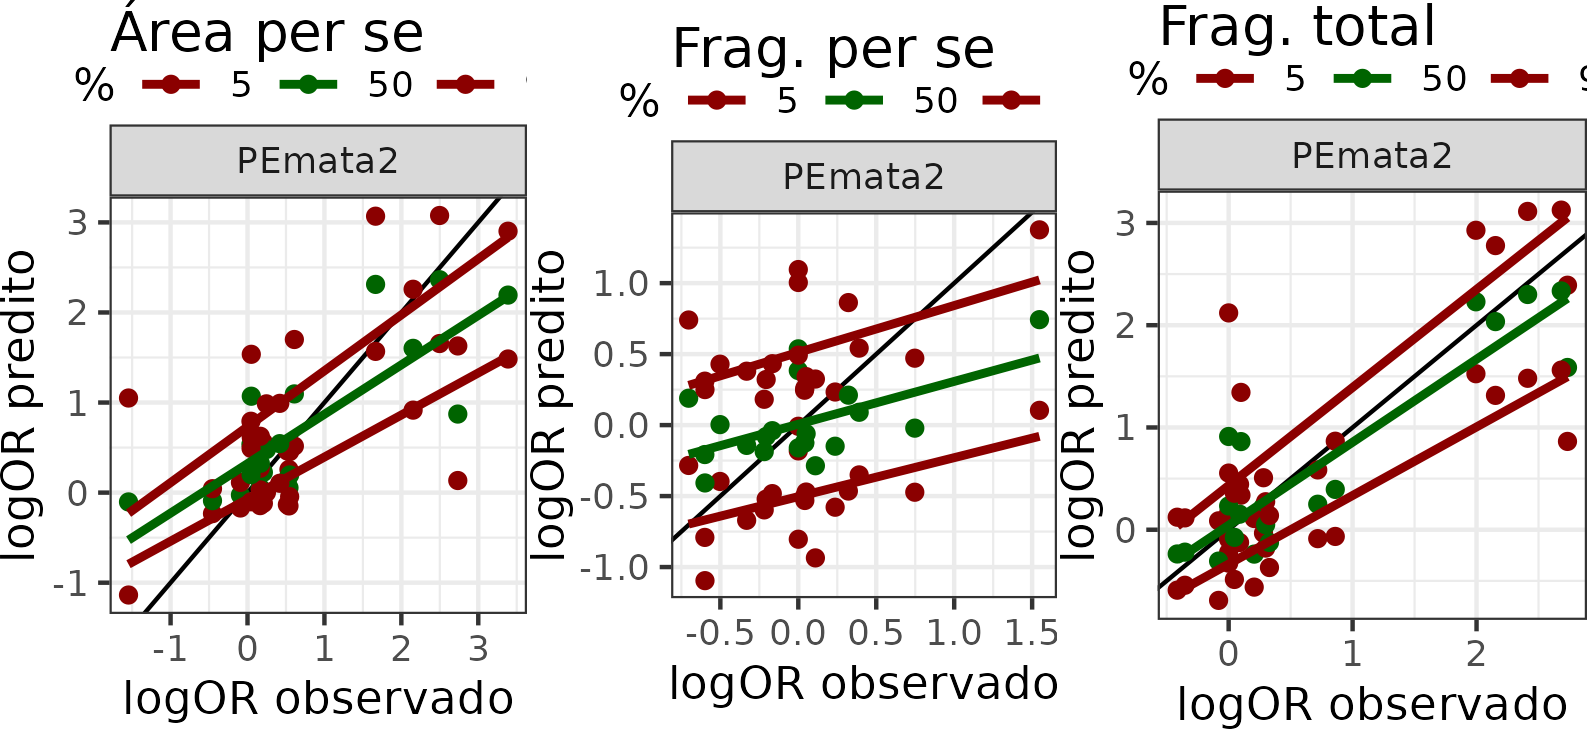 Área per se
% 5 50
PEmata2
logOR predito
3
2
1
0
-1
-1 0 1 2 3
logOR observado
Frag. per se
% 5 50
PEmata2
logOR predito
1.0
0.5
0.0
-0.5
-1.0
-0.5 0.0 0.5 1.0 1.5
logOR observado
Frag. total
% 5 50
PEmata2
logOR predito
3
2
1
0
0 1 2
logOR observado